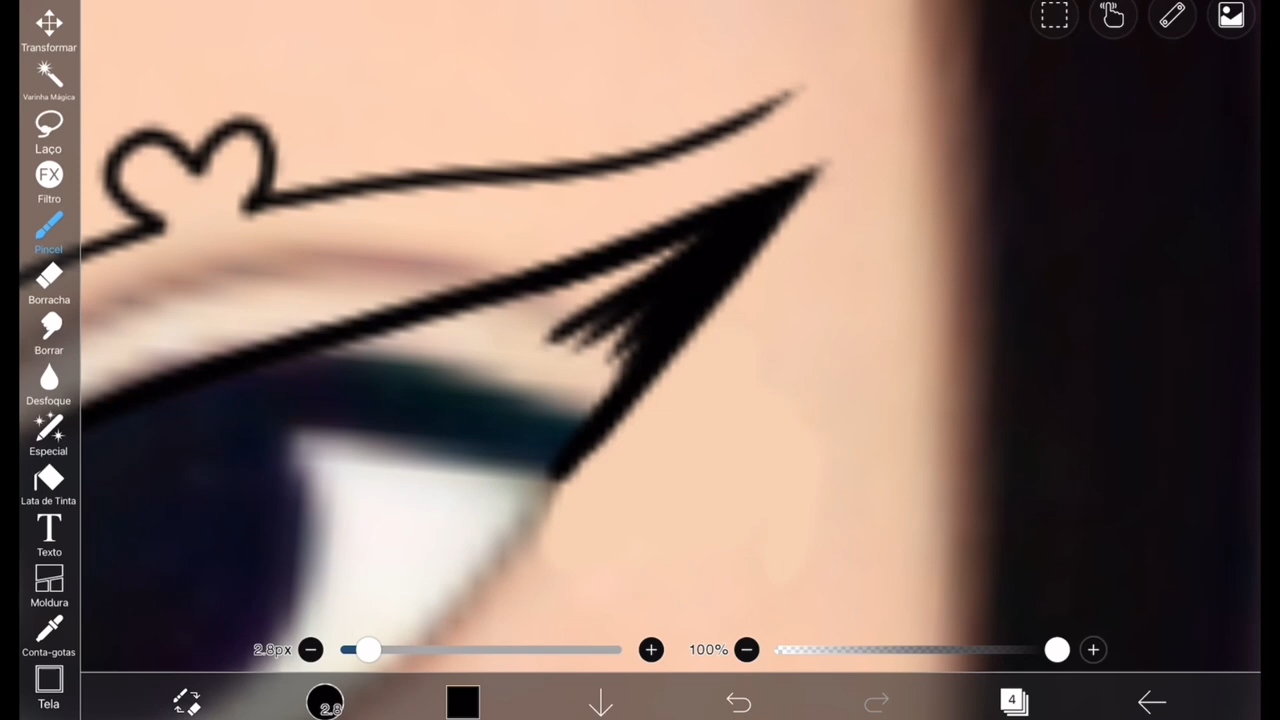 Transformar
Varinha Mágica
Laço
FX
Filtro
Pincel
Borracha
Borrar
Desfoque
Especial
Lata de Tinta
T
Texto
Moldura
Conta-gotas
Tela
2.8px
100%
2.8
4